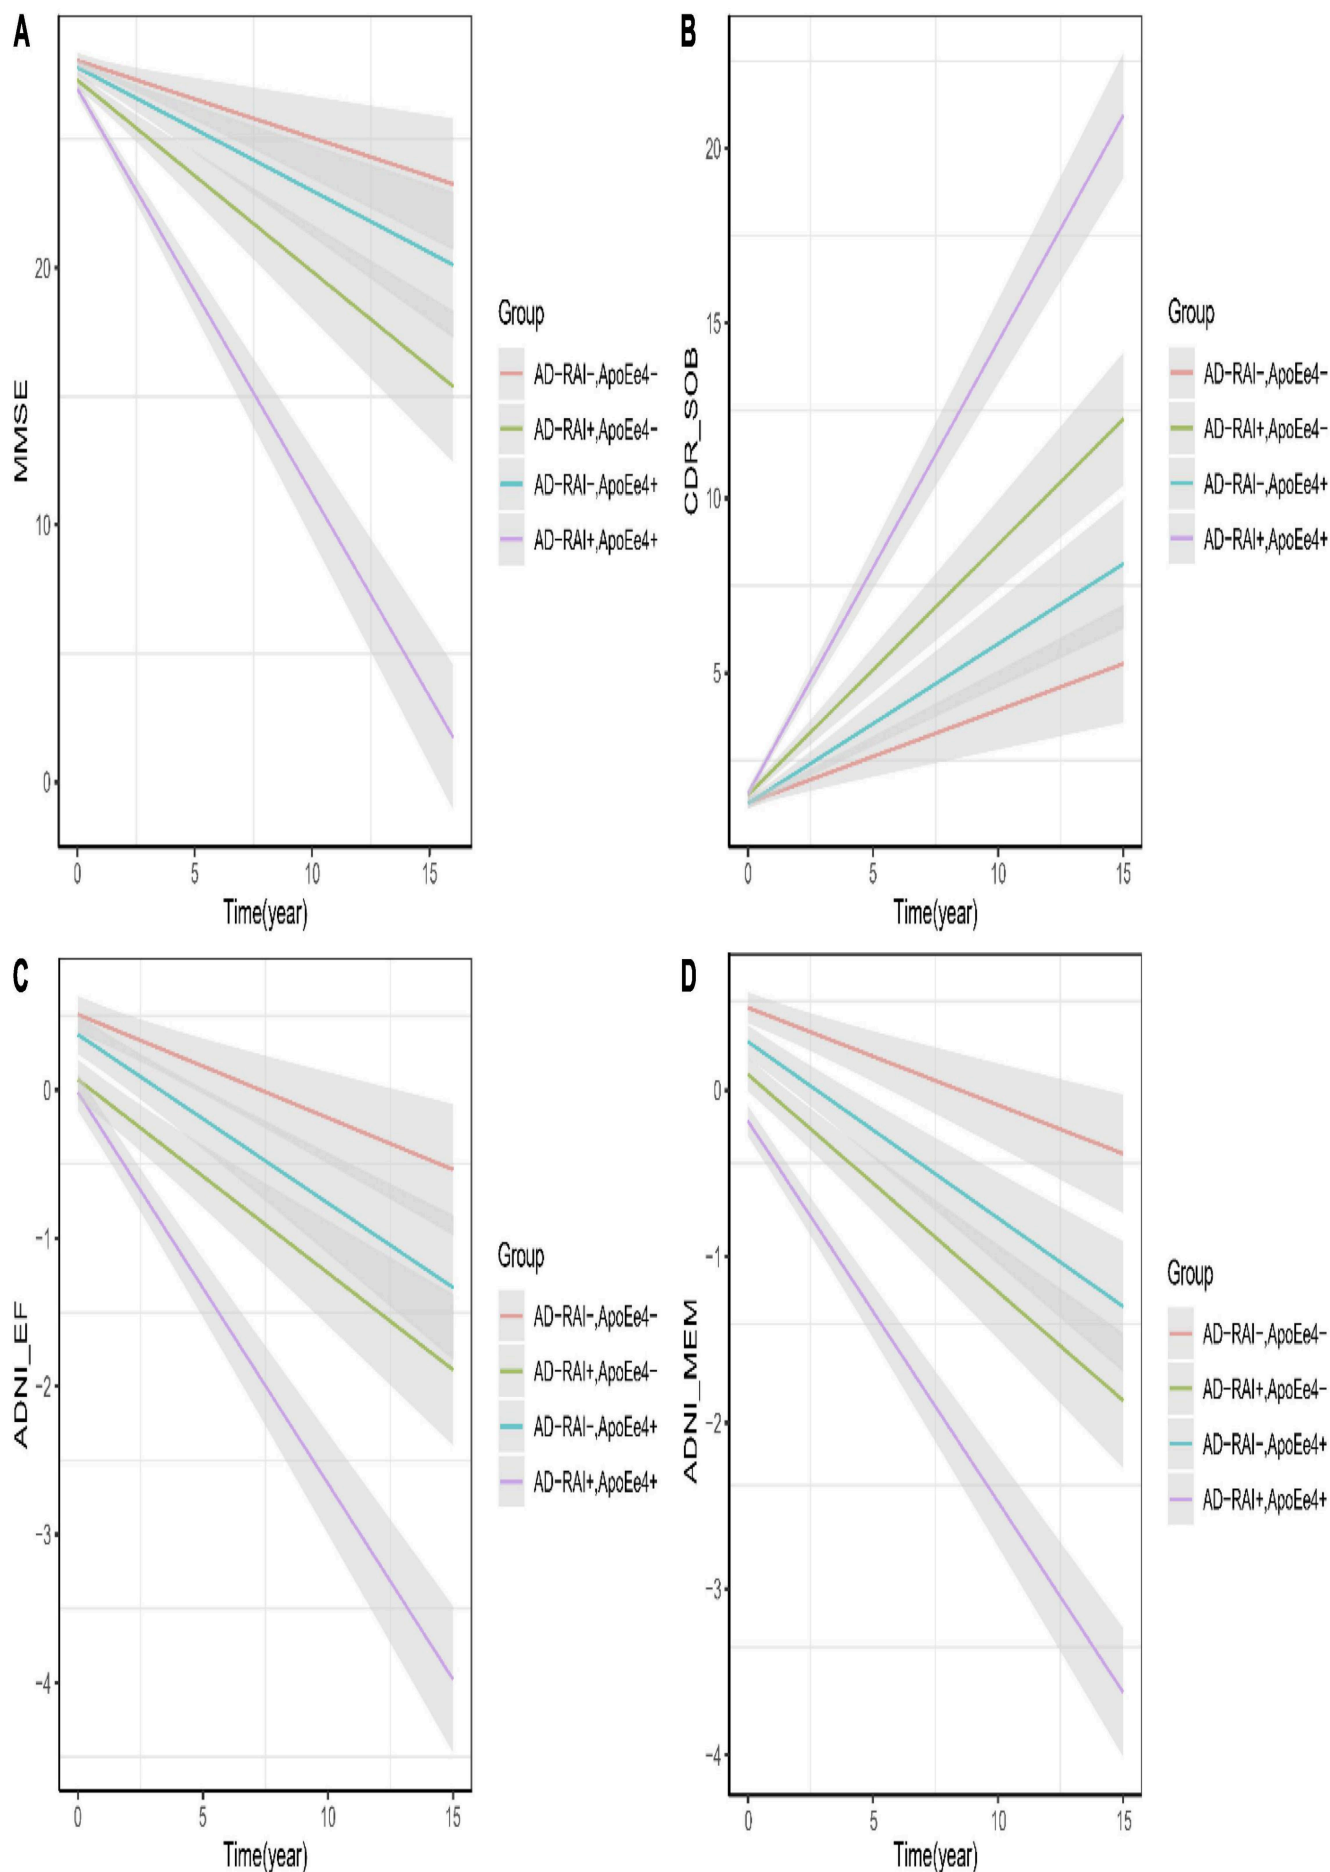 A
MMSE
20
10
0
0 5 10 15
Time(year)
Group
AD-RAI-,ApoEe4-
AD-RAI+,ApoEe4-
AD-RAI-,ApoEe4+
AD-RAI+,ApoEe4+
B
CDR_SOB
20
15
10
5
0 5 10 15
Time(year)
Group
AD-RAI-,ApoEe4-
AD-RAI+,ApoEe4-
AD-RAI-,ApoEe4+
AD-RAI+,ApoEe4+
C
ADNI_EF
0
-1
-2
-3
-4
0 5 10 15
Time(year)
Group
AD-RAI-,ApoEe4-
AD-RAI+,ApoEe4-
AD-RAI-,ApoEe4+
AD-RAI+,ApoEe4+
D
ADNI_MEM
0
-1
-2
-3
-4
0 5 10 15
Time(year)
Group
AD-RAI-,ApoEe4-
AD-RAI+,ApoEe4-
AD-RAI-,ApoEe4+
AD-RAI+,ApoEe4+